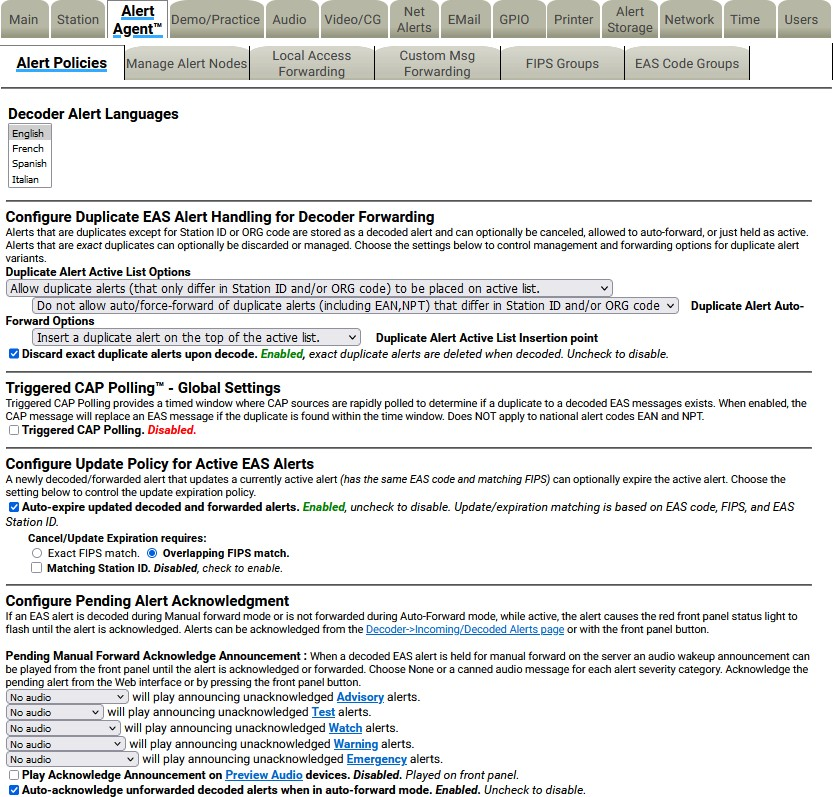 Main
Station
Alert Agent™
Demo/Practice
Audio
Video/CG
Net Alerts
EMail
GPIO
Printer
Alert Storage
Network
Time
Users
Alert Policies
Manage Alert Nodes
Local Access Forwarding
Custom Msg Forwarding
FIPS Groups
EAS Code Groups
Decoder Alert Languages
English
French
Spanish
Italian
Configure Duplicate EAS Alert Handling for Decoder Forwarding
Alerts that are duplicates except for Station ID or ORG code are stored as a decoded alert and can optionally be canceled, allowed to auto-forward, or just held as active.
Alerts that are exact duplicates can optionally be discarded or managed. Choose the settings below to control management and forwarding options for duplicate alert
variants.
Duplicate Alert Active List Options
Allow duplicate alerts (that only differ in Station ID and/or ORG code) to be placed on active list.
Do not allow auto/force-forward of duplicate alerts (including EAN,NPT) that differ in Station ID and/or ORG code Duplicate Alert Auto-
Forward Options
Insert a duplicate alert on the top of the active list. Duplicate Alert Active List Insertion point
Discard exact duplicate alerts upon decode. Enabled, exact duplicate alerts are deleted when decoded. Uncheck to disable.
Triggered CAP Polling™ - Global Settings
Triggered CAP Polling provides a timed window where CAP sources are rapidly polled to determine if a duplicate to a decoded EAS messages exists. When enabled, the
CAP message will replace an EAS message if the duplicate is found within the time window. Does NOT apply to national alert codes EAN and NPT.
Triggered CAP Polling. Disabled.
Configure Update Policy for Active EAS Alerts
A newly decoded/forwarded alert that updates a currently active alert (has the same EAS code and matching FIPS) can optionally expire the active alert. Choose the
setting below to control the update expiration policy.
Auto-expire updated decoded and forwarded alerts. Enabled, uncheck to disable. Update/expiration matching is based on EAS code, FIPS, and EAS
Station ID.
Cancel/Update Expiration requires:
Exact FIPS match. Overlapping FIPS match.
Matching Station ID. Disabled, check to enable.
Configure Pending Alert Acknowledgment
If an EAS alert is decoded during Manual forward mode or is not forwarded during Auto-Forward mode, while active, the alert causes the red front panel status light to
flash until the alert is acknowledged. Alerts can be acknowledged from the Decoder->Incoming/Decoded Alerts page or with the front panel button.
Pending Manual Forward Acknowledge Announcement : When a decoded EAS alert is held for manual forward on the server an audio wakeup announcement can
be played from the front panel until the alert is acknowledged or forwarded. Choose None or a canned audio message for each alert severity category. Acknowledge the
pending alert from the Web interface or by pressing the front panel button.
No audio will play announcing unacknowledged Advisory alerts.
No audio will play announcing unacknowledged Test alerts.
No audio will play announcing unacknowledged Watch alerts.
No audio will play announcing unacknowledged Warning alerts.
No audio will play announcing unacknowledged Emergency alerts.
Play Acknowledge Announcement on Preview Audio devices. Disabled. Played on front panel.
Auto-acknowledge unforwarded decoded alerts when in auto-forward mode. Enabled. Uncheck to disable.